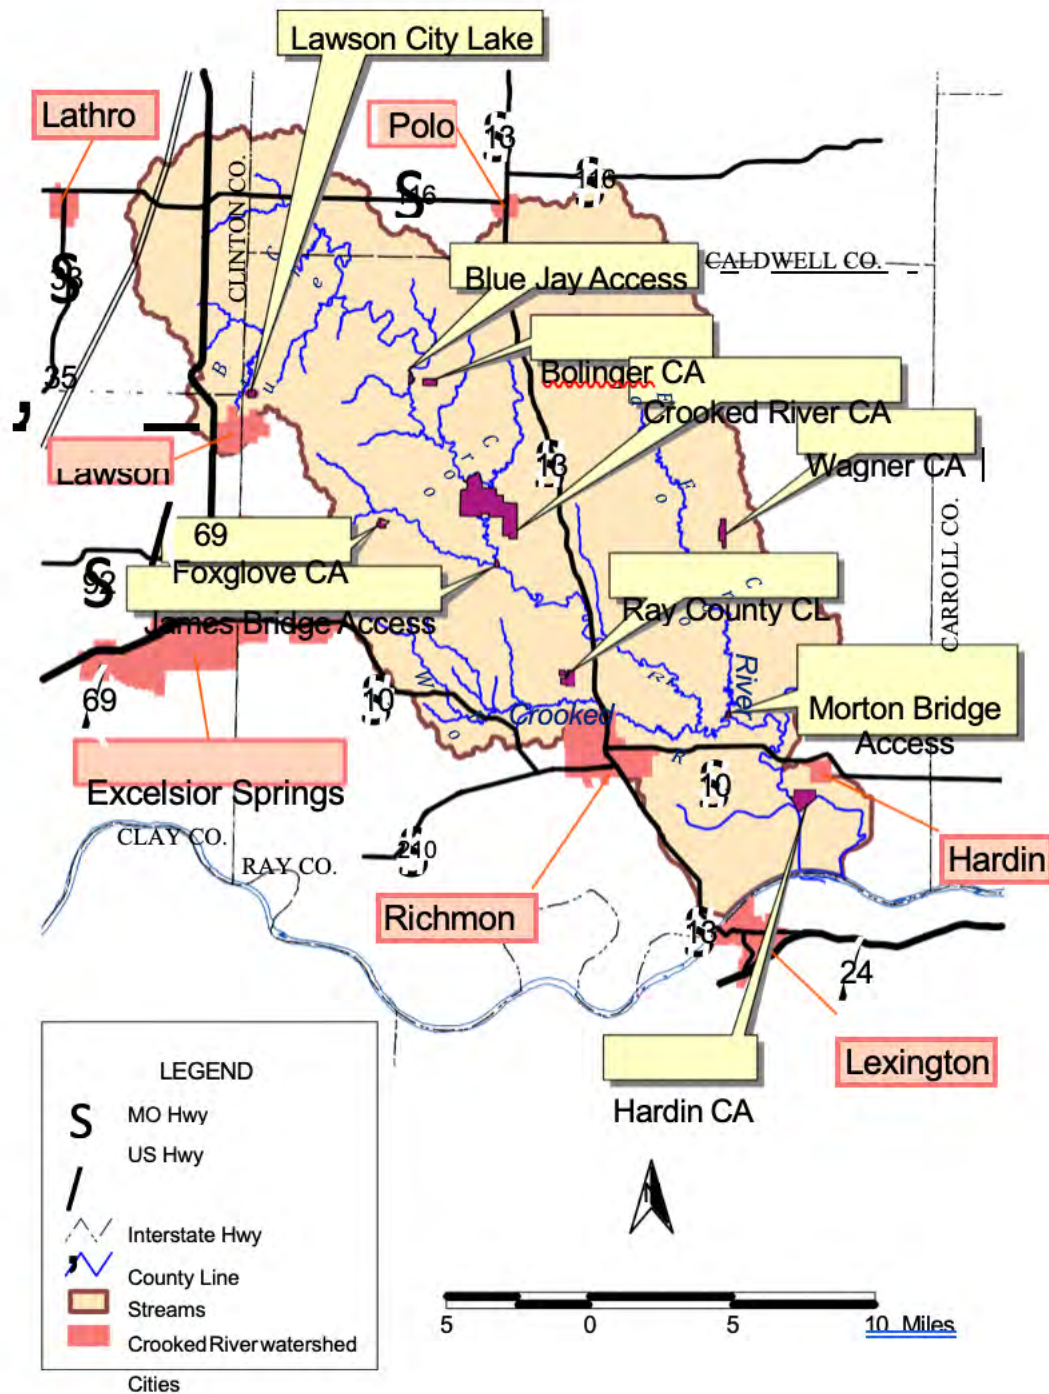 Lawson City Lake
Lathro
Polo
13
116
CLINTON CO.
S
116
Blue Jay Access
CALDWELL CO.
S
33
C
e
B
u
35
Bolinger CA
Crooked River CA
Wagner CA
Lawson
13
C
r
o
o
E
F
o
69
Foxglove CA
S
92
James Bridge Access
Ray County CL
C
r
o
CARROLL CO.
River
R
W
o
Crooked
R
69
10
Morton Bridge
Access
Excelsior Springs
10
CLAY CO.
RAY CO.
210
Hardin
Richmon
13
24
Lexington
Hardin CA
LEGEND
S MO Hwy
US Hwy
Interstate Hwy
County Line
Streams
Crooked River watershed
Cities
N
5 0 5 10 Miles